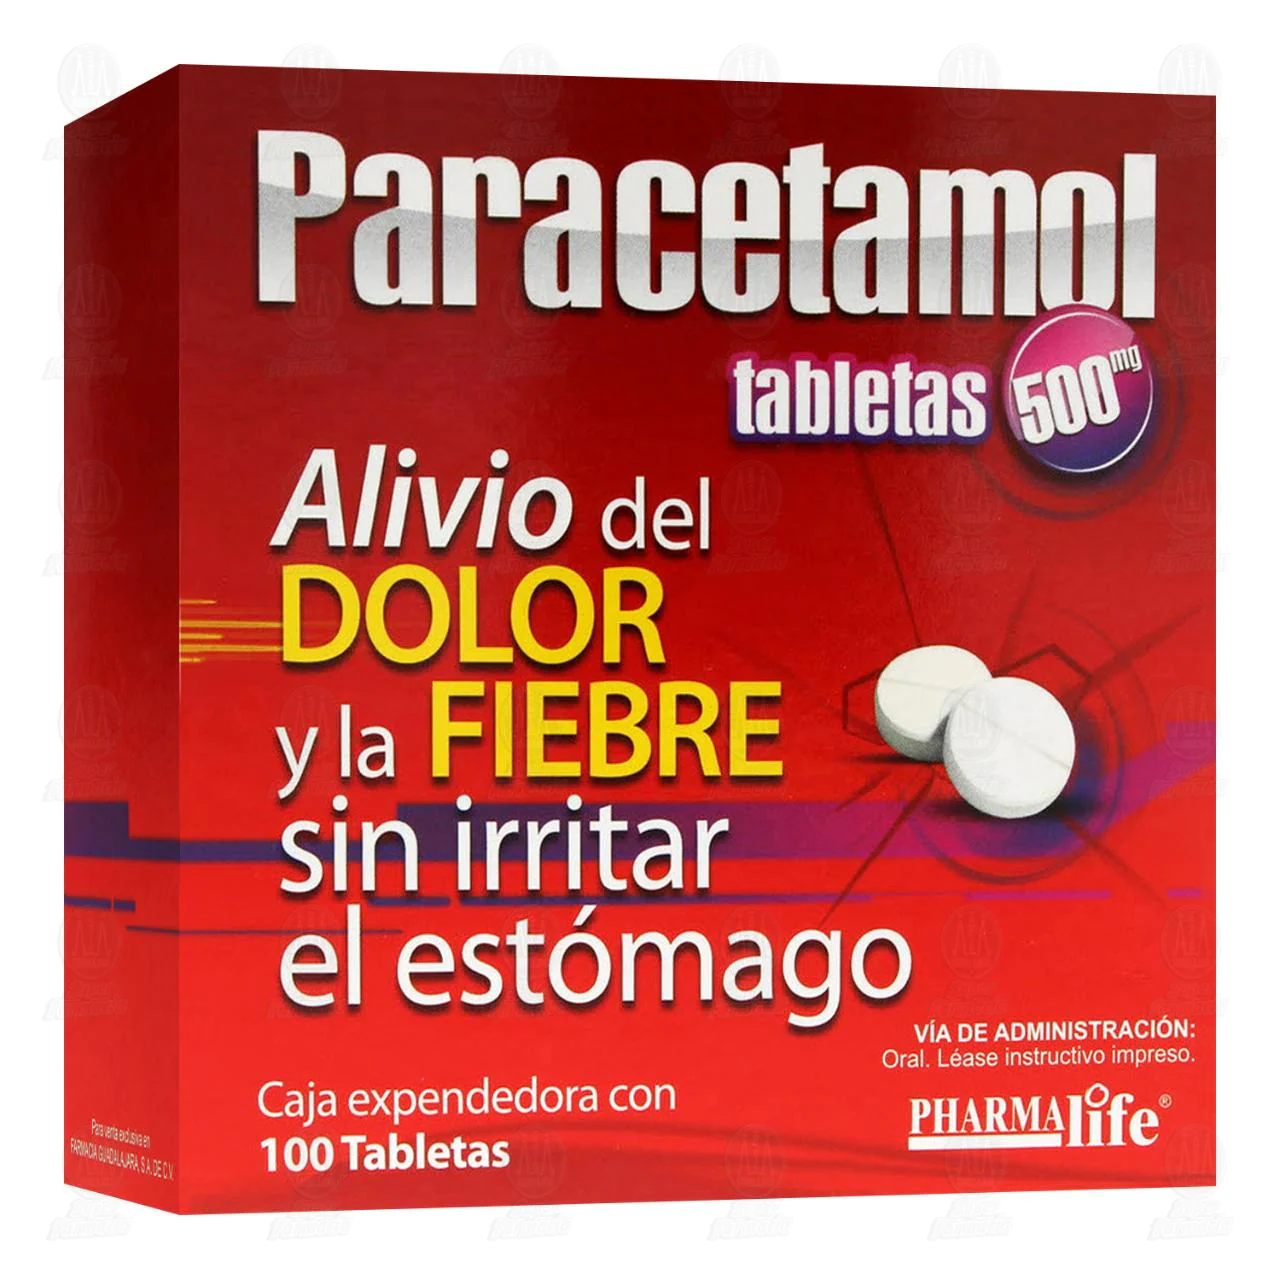 Paracetamol
tabletas 500mg
Alivio del
DOLOR
y la FIEBRE
sin irritar
el estómago
VÍA DE ADMINISTRACIÓN:
Oral. Léase instructivo impreso.
Caja expendedora con
100 Tabletas
PHARMAlife®
Para venta exclusiva en
FARMACIA GUADALAJARA, S.A. DE C.V.